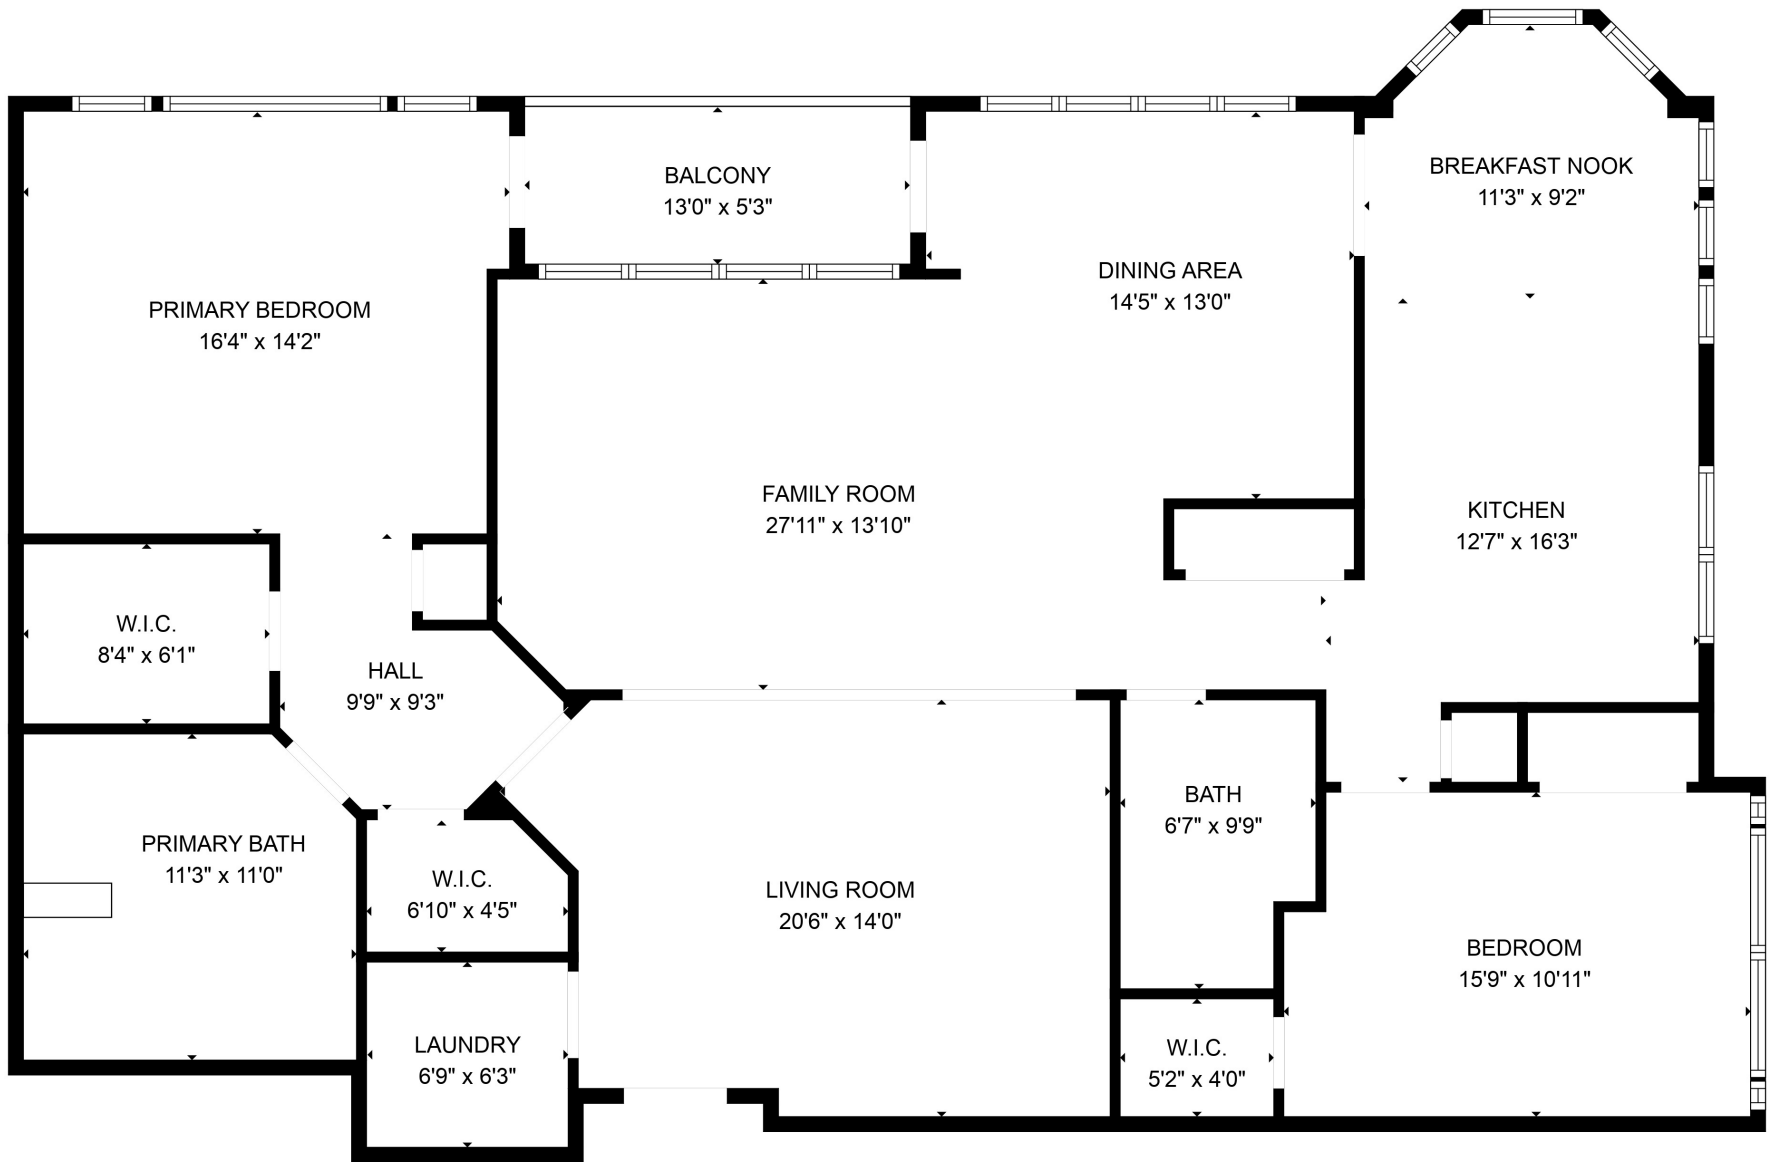 BREAKFAST NOOK
11'3" x 9'2"
BALCONY
13'0" x 5'3"
DINING AREA
14'5" x 13'0"
PRIMARY BEDROOM
16'4" x 14'2"
FAMILY ROOM
27'11" x 13'10"
KITCHEN
12'7" x 16'3"
W.I.C.
8'4" x 6'1"
HALL
9'9" x 9'3"
BATH
6'7" x 9'9"
PRIMARY BATH
11'3" x 11'0"
W.I.C.
6'10" x 4'5"
LIVING ROOM
20'6" x 14'0"
BEDROOM
15'9" x 10'11"
LAUNDRY
6'9" x 6'3"
W.I.C.
5'2" x 4'0"